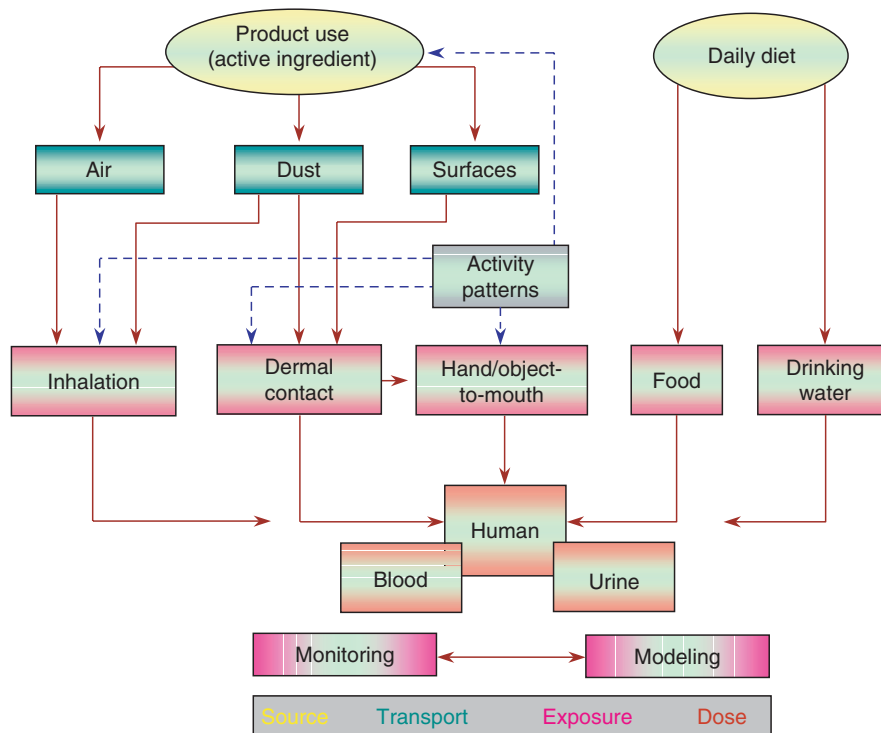 Product use
(active ingredient)
Daily diet
Air
Dust
Surfaces
Activity
patterns
Inhalation
Dermal
contact
Hand/object-
to-mouth
Food
Drinking
water
Human
Blood
Urine
Monitoring
Modeling
Source Transport Exposure Dose